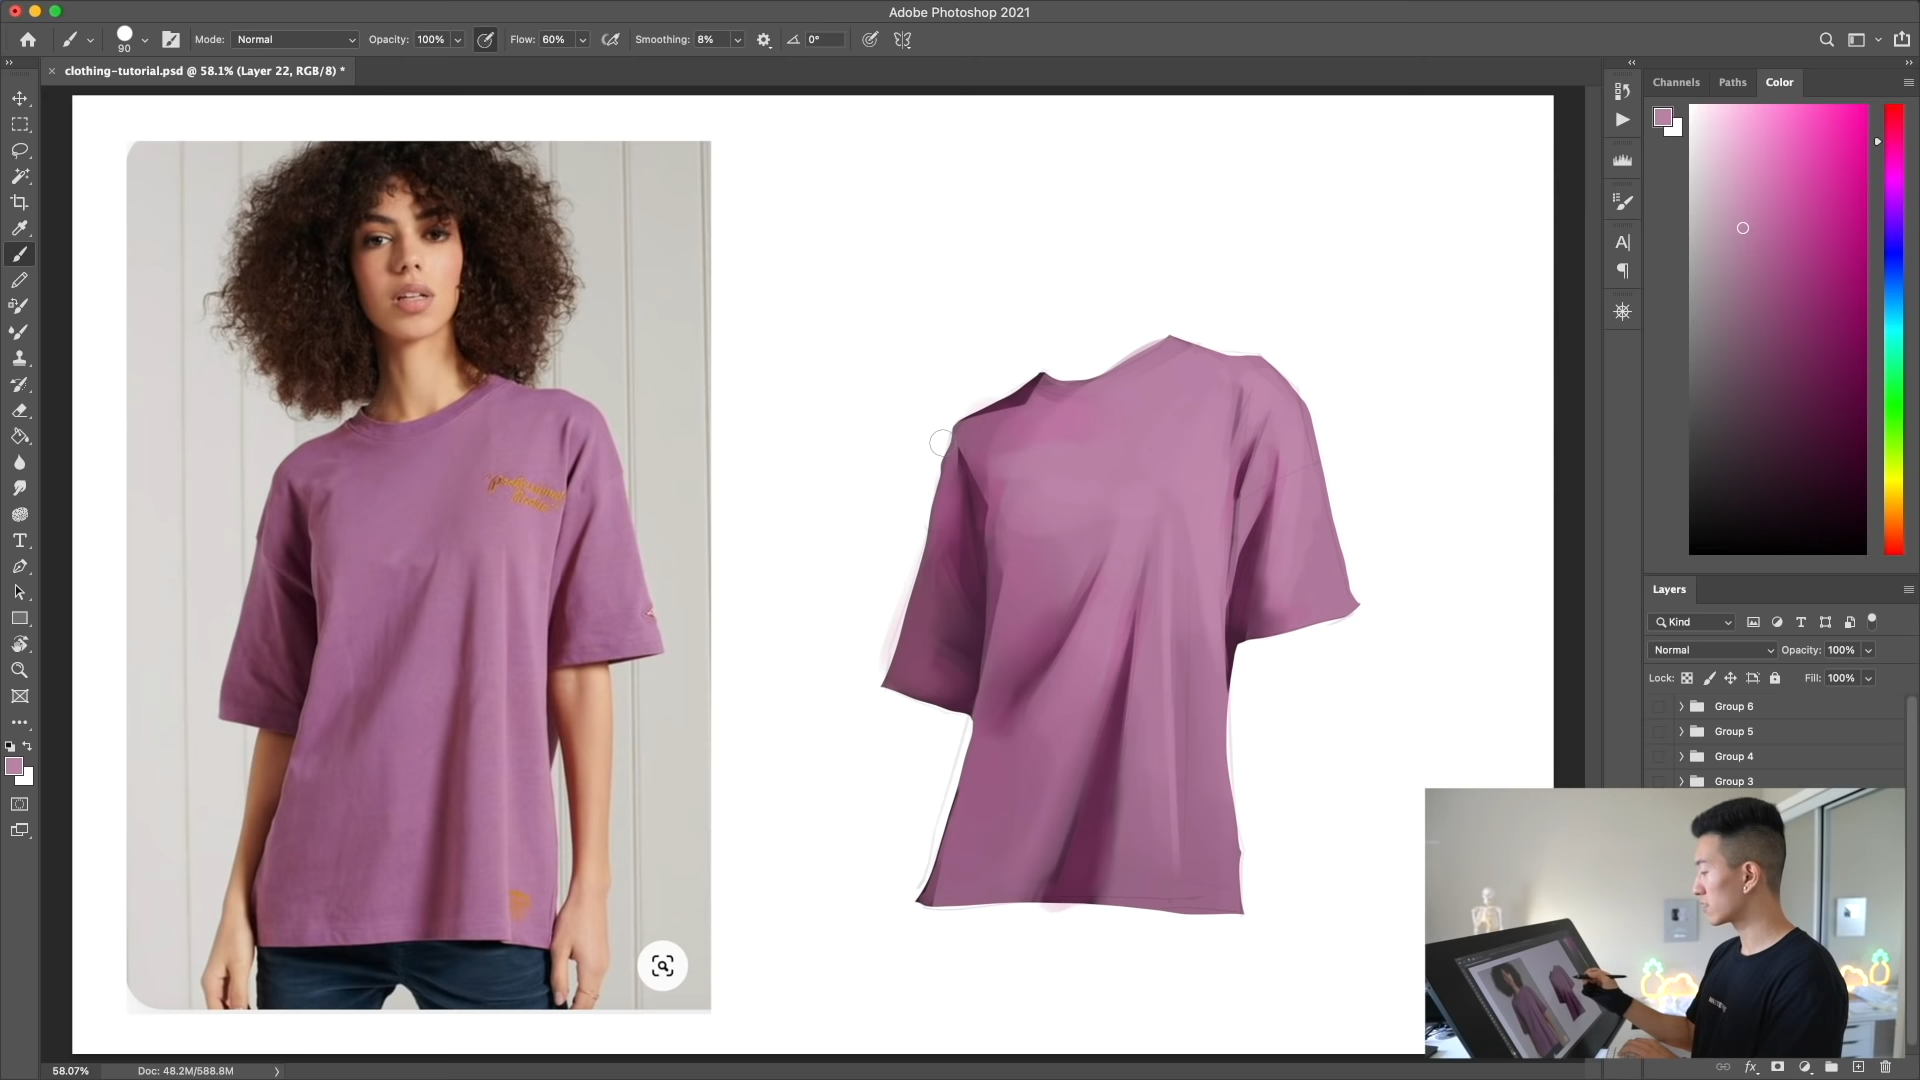 Adobe Photoshop 2021
90
Mode: Normal
Opacity: 100%
Flow: 60%
Smoothing: 8%
0°
clothing-tutorial.psd @ 58.1% (Layer 22, RGB/8) *
Channels
Paths
Color
Layers
Kind
Normal
Opacity: 100%
Lock:
Fill: 100%
Group 6
Group 5
Group 4
Group 3
58.07%
Doc: 48.2M/588.8M